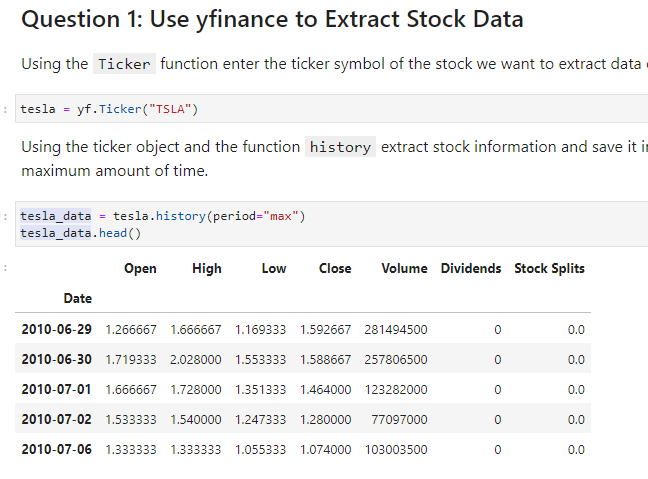 Question 1: Use yfinance to Extract Stock Data
Using the Ticker function enter the ticker symbol of the stock we want to extract data
: tesla = yf.Ticker("TSLA")
Using the ticker object and the function history extract stock information and save it
maximum amount of time.
: tesla_data = tesla.history(period="max")
tesla_data.head()
: Open High Low Close Volume Dividends Stock Splits
Date
2010-06-29 1.266667 1.666667 1.169333 1.592667 281494500 0 0.0
2010-06-30 1.719333 2.028000 1.553333 1.588667 257806500 0 0.0
2010-07-01 1.666667 1.728000 1.351333 1.464000 123282000 0 0.0
2010-07-02 1.533333 1.540000 1.247333 1.280000 77097000 0 0.0
2010-07-06 1.333333 1.333333 1.055333 1.074000 103003500 0 0.0